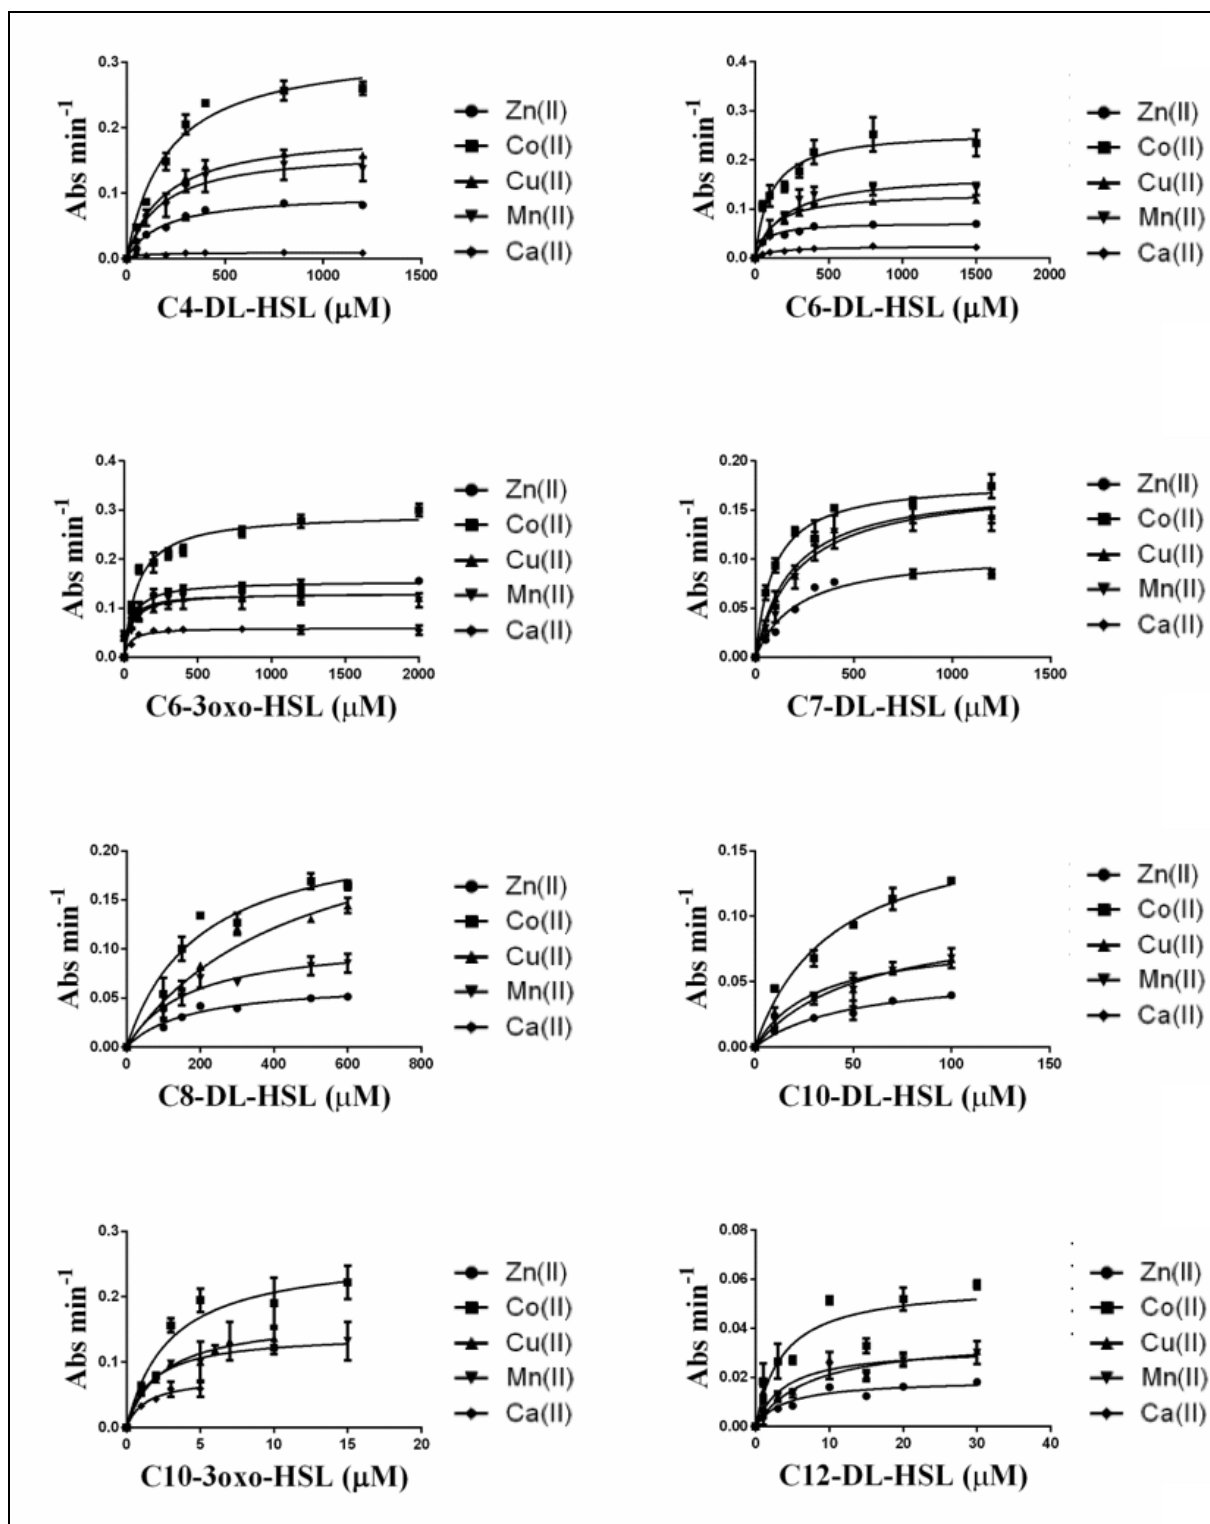 Abs min-1
0.3
0.2
0.1
0.0
0 500 1000 1500
C4-DL-HSL (μM)
Zn(II)
Co(II)
Cu(II)
Mn(II)
Ca(II)
Abs min-1
0.4
0.3
0.2
0.1
0.0
0 500 1000 1500 2000
C6-DL-HSL (μM)
Zn(II)
Co(II)
Cu(II)
Mn(II)
Ca(II)
Abs min-1
0.4
0.3
0.2
0.1
0.0
0 500 1000 1500 2000
C6-3oxo-HSL (μM)
Zn(II)
Co(II)
Cu(II)
Mn(II)
Ca(II)
Abs min-1
0.20
0.15
0.10
0.05
0.00
0 500 1000 1500
C7-DL-HSL (μM)
Zn(II)
Co(II)
Cu(II)
Mn(II)
Ca(II)
Abs min-1
0.20
0.15
0.10
0.05
0.00
0 200 400 600 800
C8-DL-HSL (μM)
Zn(II)
Co(II)
Cu(II)
Mn(II)
Ca(II)
Abs min-1
0.15
0.10
0.05
0.00
0 50 100 150
C10-DL-HSL (μM)
Zn(II)
Co(II)
Cu(II)
Mn(II)
Ca(II)
Abs min-1
0.3
0.2
0.1
0.0
0 5 10 15 20
C10-3oxo-HSL (μM)
Zn(II)
Co(II)
Cu(II)
Mn(II)
Ca(II)
Abs min-1
0.08
0.06
0.04
0.02
0.00
0 10 20 30 40
C12-DL-HSL (μM)
Zn(II)
Co(II)
Cu(II)
Mn(II)
Ca(II)